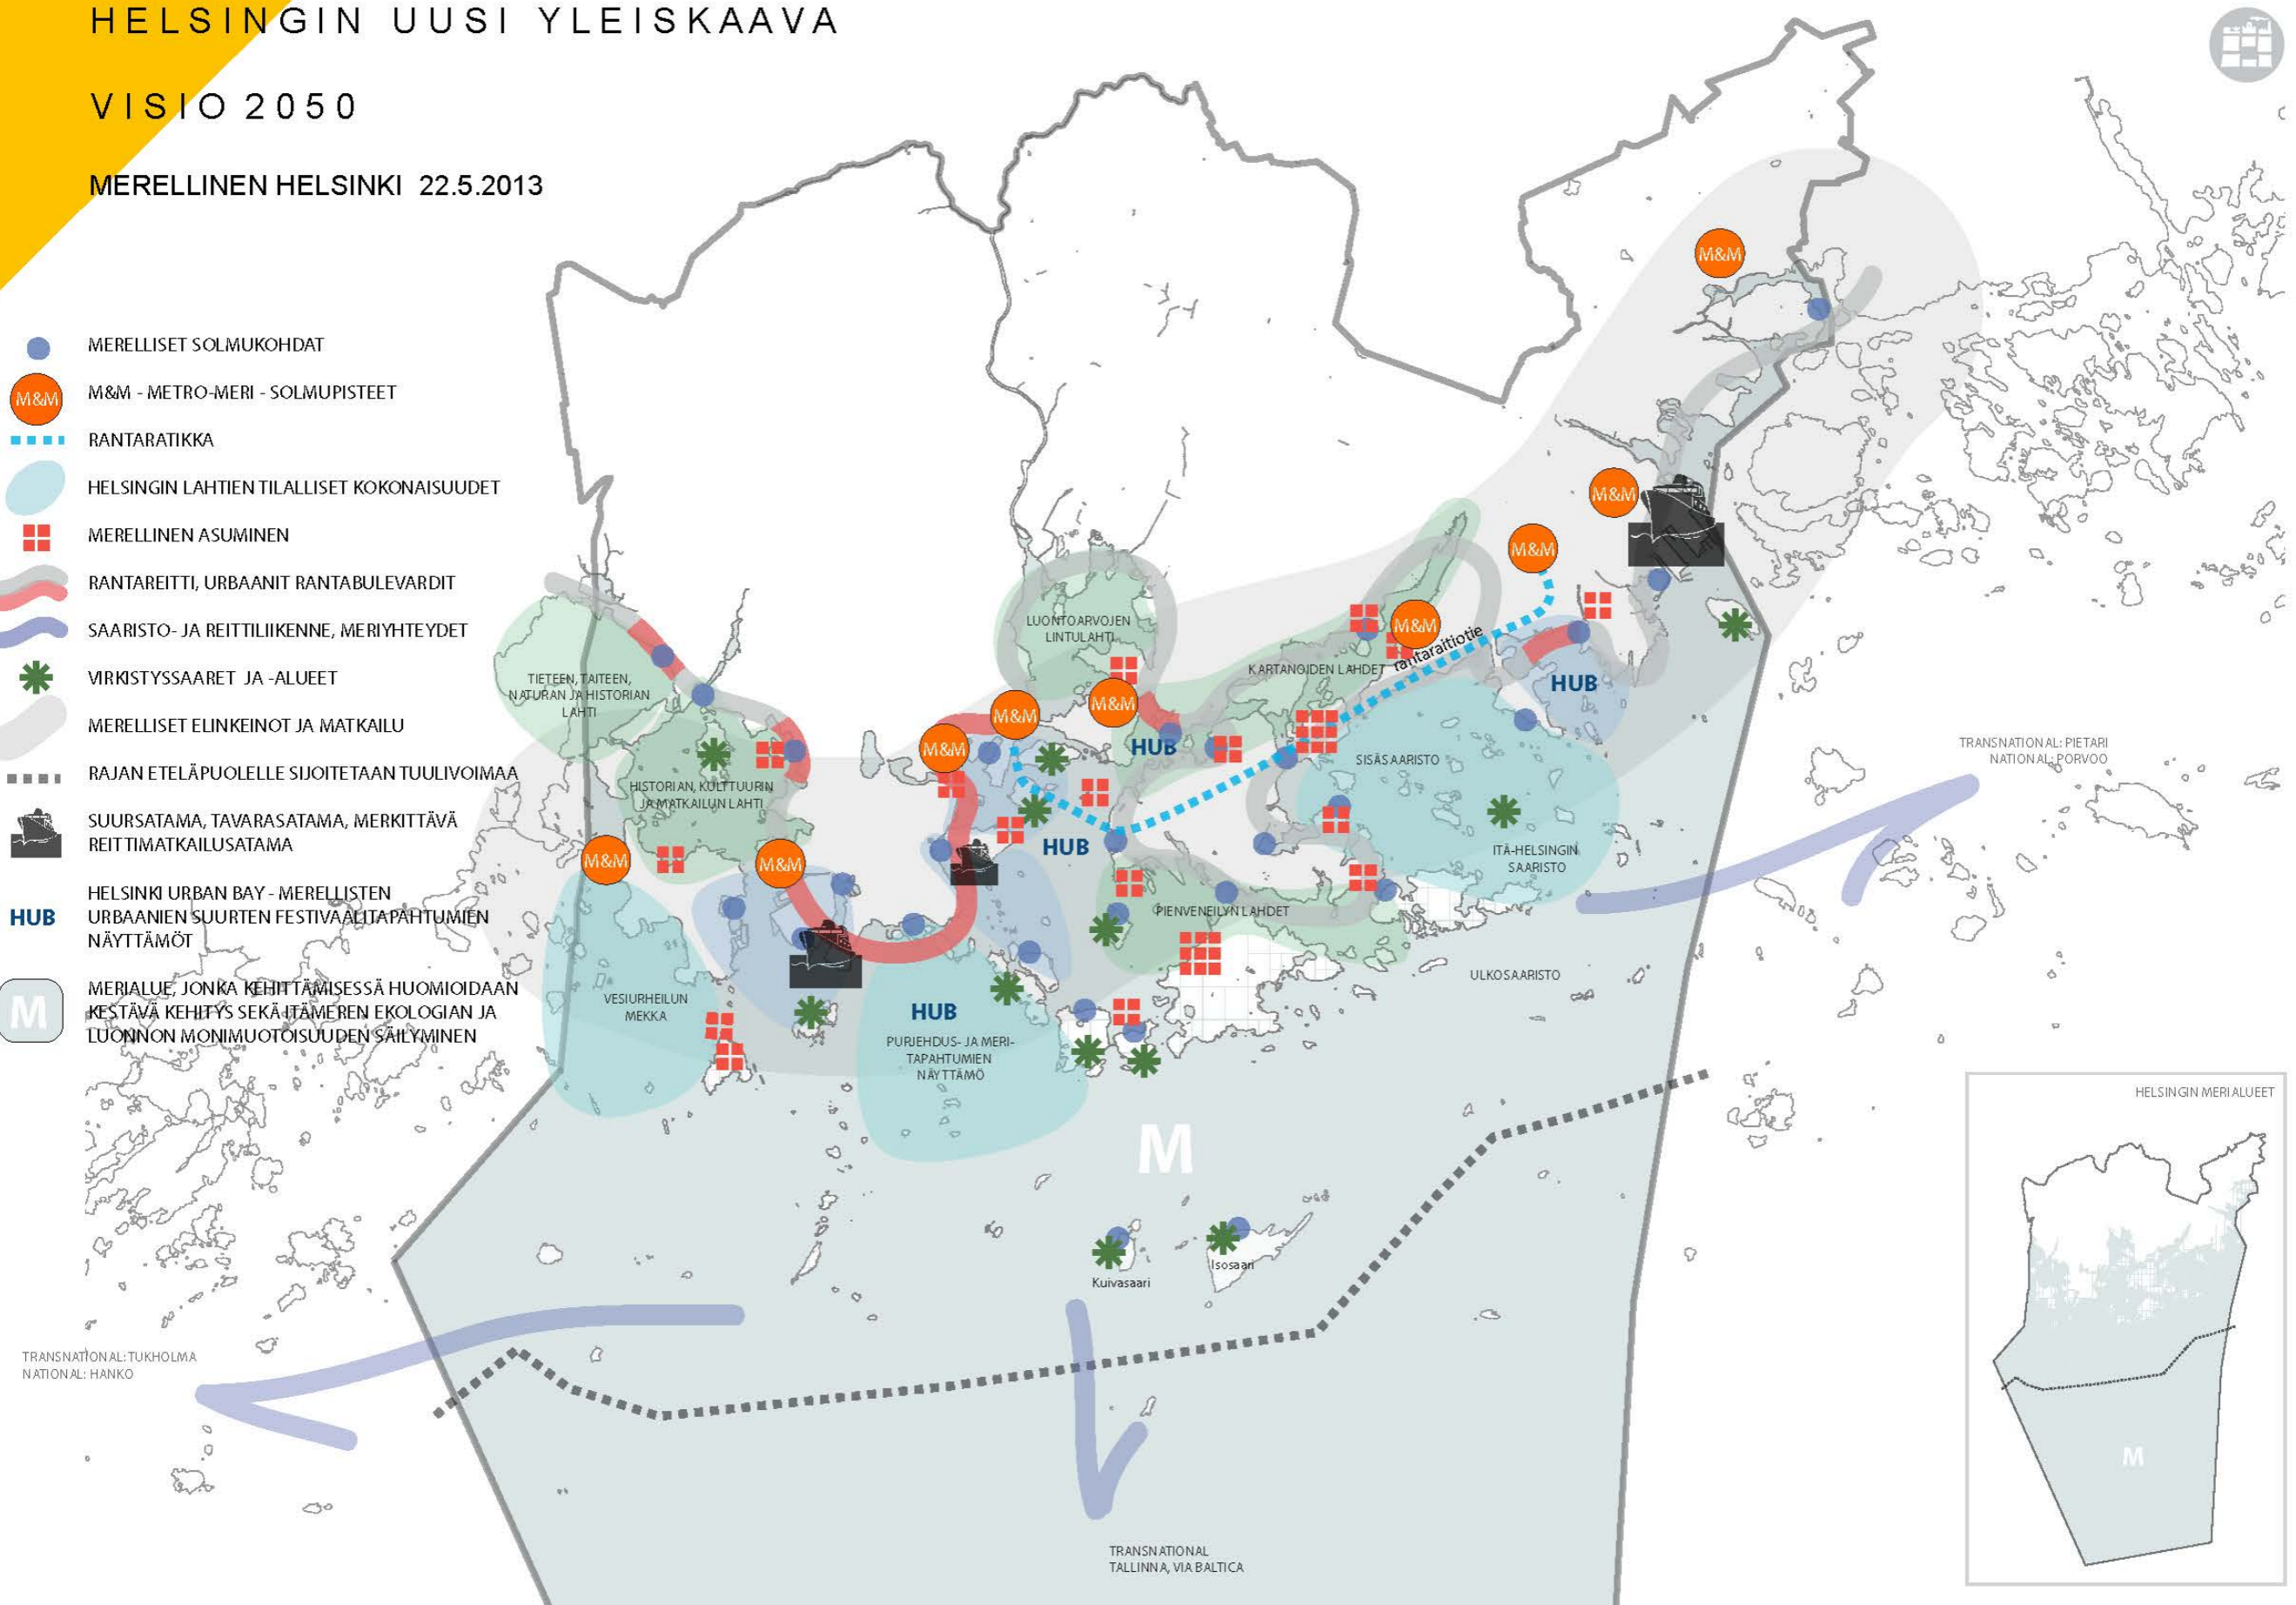 HELSINGIN UUSI YLEISKAAVA
VISIO 2050
MERELLINEN HELSINKI 22.5.2013
MERELLISET SOLMUKOHDAT
M&M
M&M - METRO-MERI - SOLMUPISTEET
RANTARATIKKA
HELSINGIN LAHTIEN TILALLISET KOKONAISUUDET
MERELLINEN ASUMINEN
RANTAREITTI, URBAANIT RANTABULEVARDIT
SAARISTO- JA REITTILIIKENNE, MERIYHTEYDET
VIRKISTYSSAARET JA -ALUEET
MERELLISET ELINKEINOT JA MATKAILU
RAJAN ETELÄPUOLELLE SIJOITETAAN TUULIVOIMAA
SUURSATAMA, TAVARASATAMA, MERKITTÄVÄ
REITTIMATKAILUSATAMA
HUB
HELSINKI URBAN BAY - MERELLISTEN
URBAANIEN SUURTEN FESTIVAALITAPAHTUMIEN
NÄYTTÄMÖT
M
MERIALUE, JONKA KEHITTÄMISESSÄ HUOMIOIDAAN
KESTÄVÄ KEHITYS SEKÄ ITÄMEREN EKOLOGIAN JA
LUONNON MONIMUOTOISUUDEN SÄILYMINEN
M&M
M&M
M&M
M&M
M&M
M&M
M&M
M&M
M&M
LUONTOARVOJEN
LINTULAHTI
TIETEEN, TAITEEN,
NATURAN JA HISTORIAN
LAHTI
KARTANOIDEN LAHDET
rantaraitiotie
HUB
HUB
HISTORIAN, KULTTUURIN
JA MATKAILUN LAHTI
SISÄSAARISTO
HUB
ITÄ-HELSINGIN
SAARISTO
PIENVENEILYN LAHDET
ULKOSAARISTO
VESIURHEILUN
MEKKA
HUB
PURJEHDUS- JA MERI-
TAPAHTUMIEN
NÄYTTÄMÖ
M
Kuivasaari
Isosaari
TRANSNATIONAL: PIETARI
NATIONAL: PORVOO
TRANSNATIONAL: TUKHOLMA
NATIONAL: HANKO
TRANSNATIONAL
TALLINNA, VIA BALTICA
HELSINGIN MERIALUEET
M